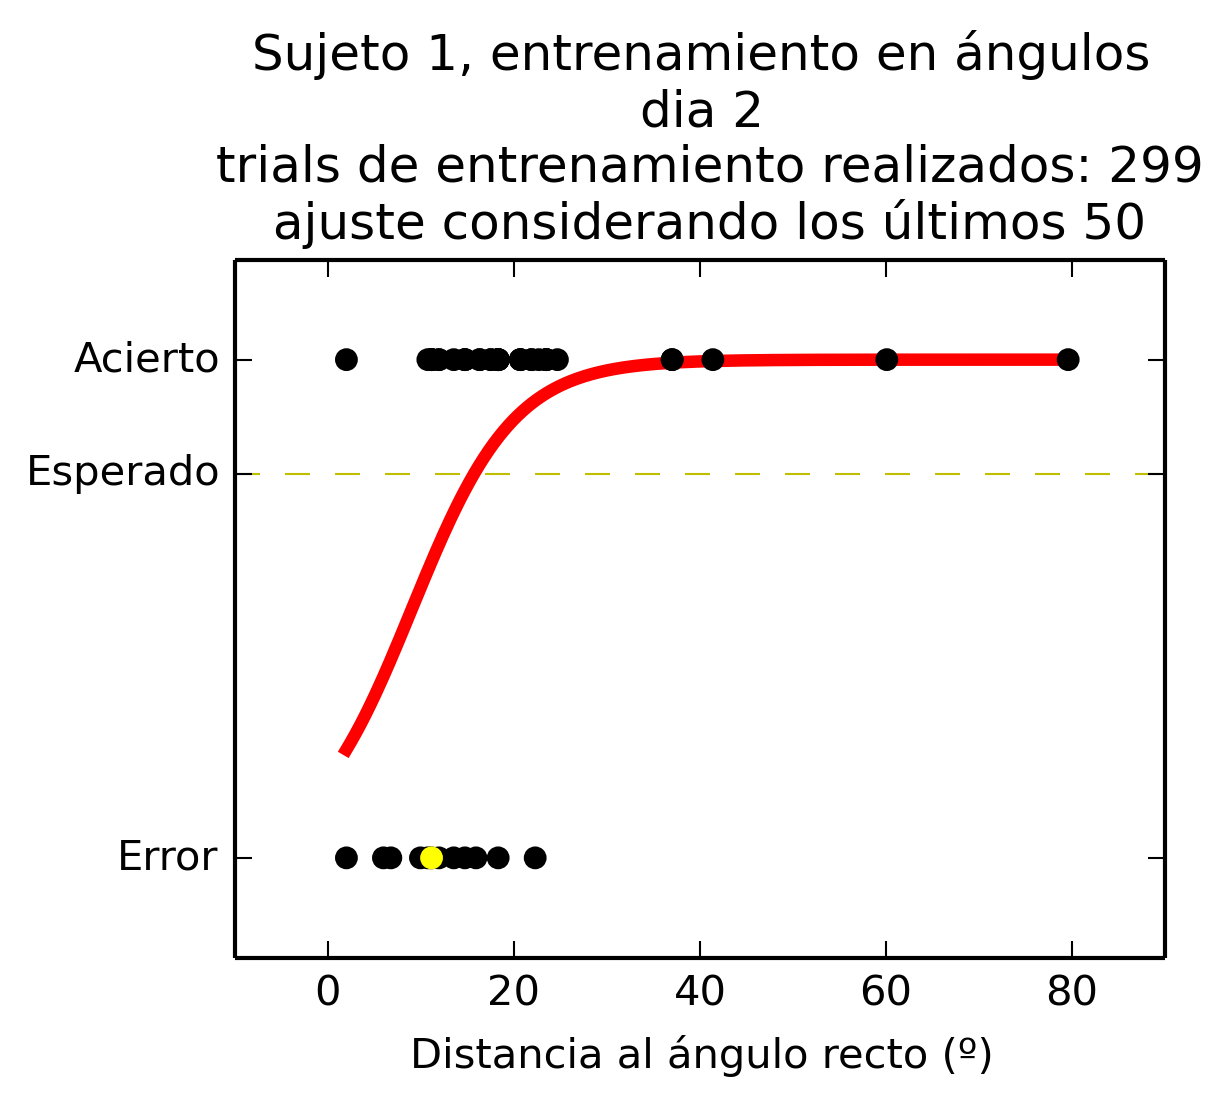 Sujeto 1, entrenamiento en ángulos
dia 2
trials de entrenamiento realizados: 299
ajuste considerando los últimos 50
Acierto
Esperado
Error
0 20 40 60 80
Distancia al ángulo recto (º)